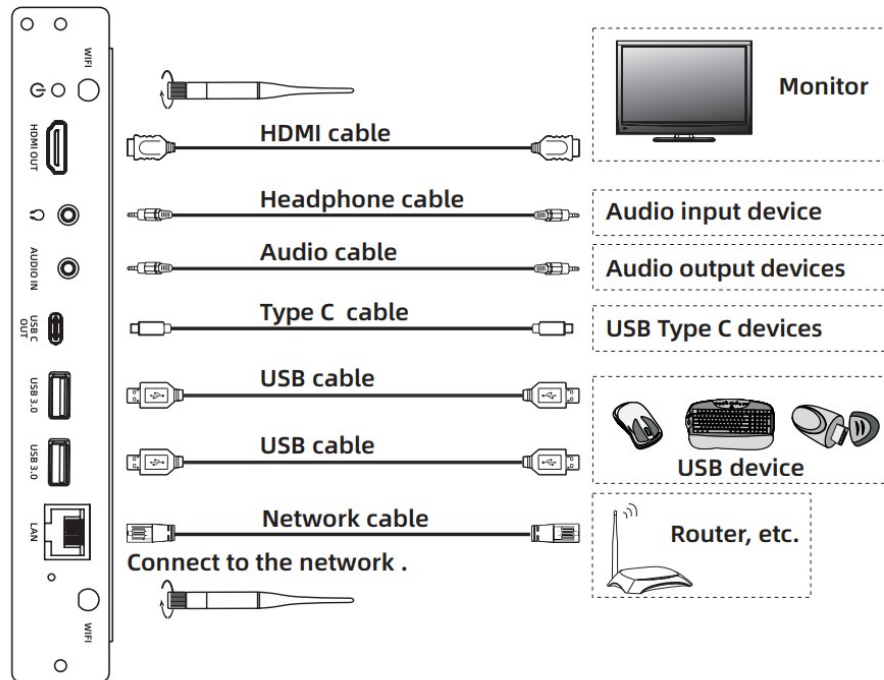 WIFI
HDMI OUT
AUDIO IN
USB C
OUT
USB 3.0
USB 3.0
LAN
WIFI
HDMI cable
Headphone cable
Audio cable
Type C  cable
USB cable
USB cable
Network cable
Connect to the network .
Monitor
Audio input device
Audio output devices
USB Type C devices
USB device
Router, etc.